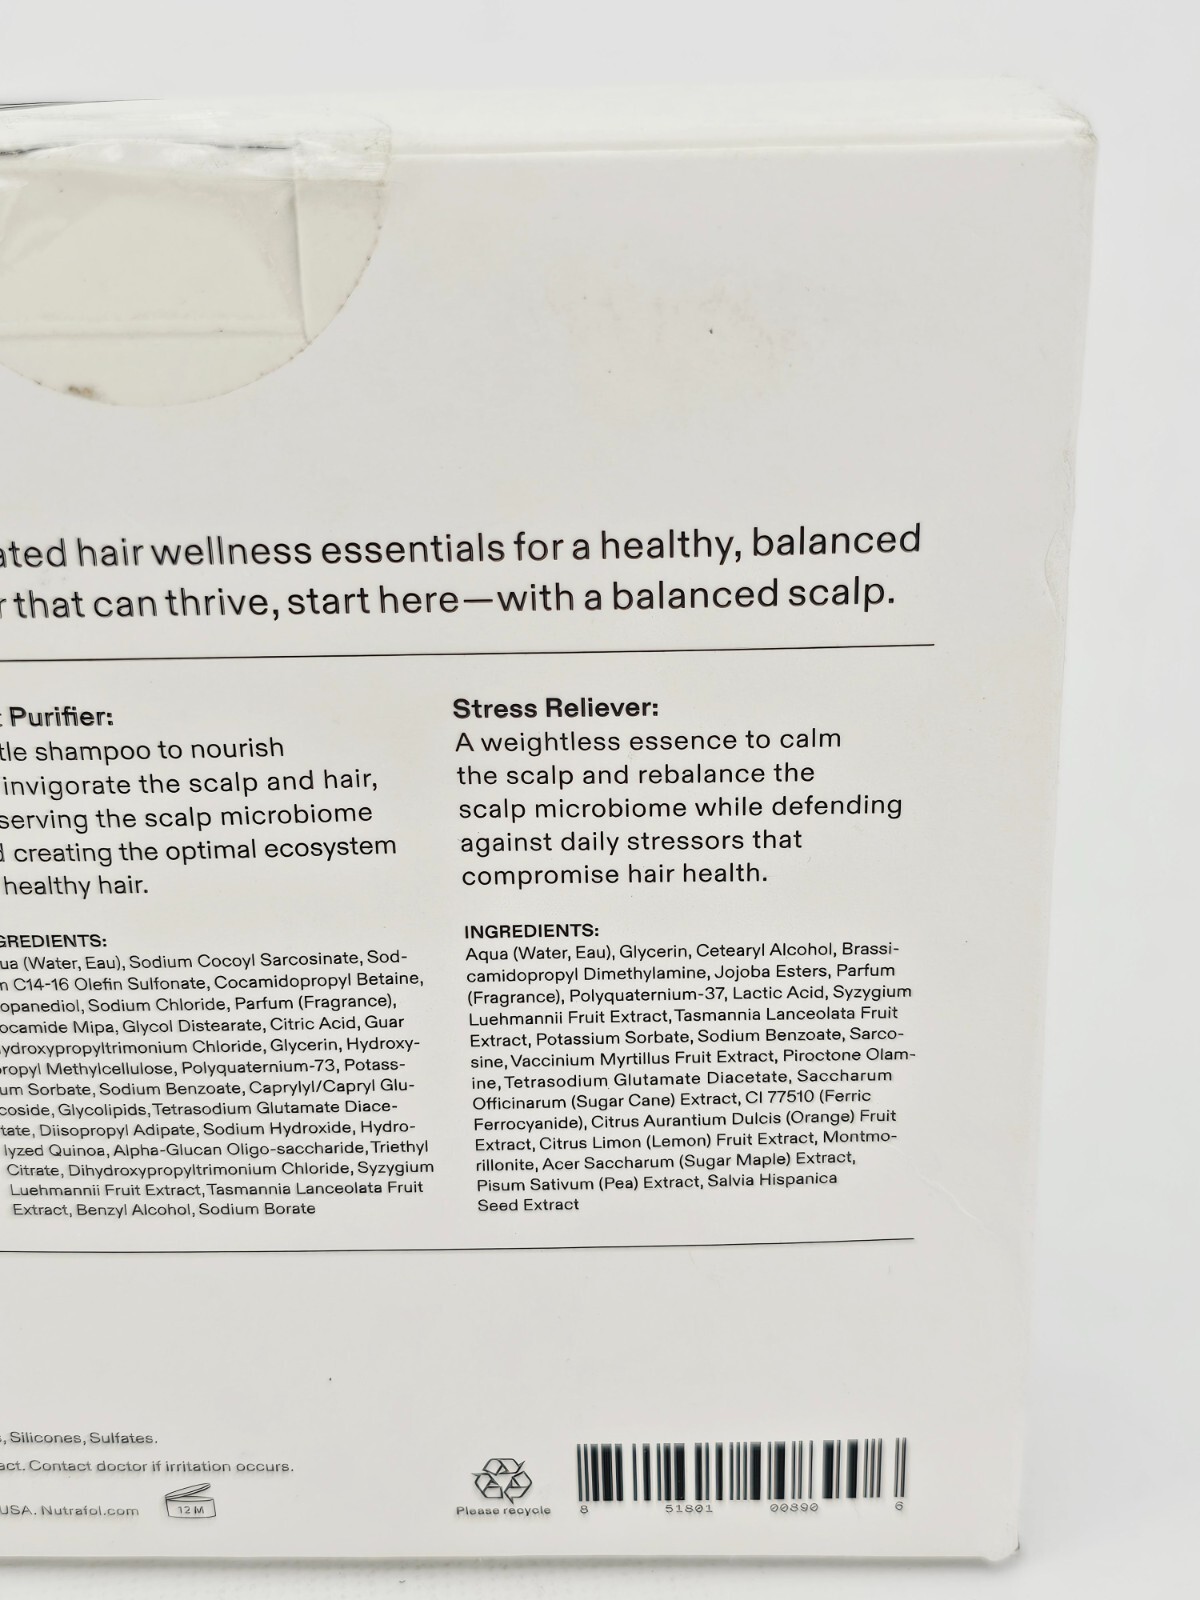 hair wellness essentials for a healthy, balanced
that can thrive, start here—with a balanced scalp.
Purifier:
shampoo to nourish
invigorate the scalp and hair,
the scalp microbiome
creating the optimal ecosystem
healthy hair.
(Water, Eau), Sodium Cocoyl Sarcosinate, Sod-
C14-16 Olefin Sulfonate, Cocamidopropyl Betaine,
Sodium Chloride, Parfum (Fragrance),
Mipa, Glycol Distearate, Citric Acid, Guar
Chloride, Glycerin, Hydroxy-
Methylcellulose, Polyquaternium-73, Potass-
Sorbate, Sodium Benzoate, Caprylyl/Capryl Glu-
coside, Glycolipids, Tetrasodium Glutamate Diace-
tate, Diisopropyl Adipate, Sodium Hydroxide, Hydro-
lyzed Quinoa, Alpha-Glucan Oligo-saccharide, Triethyl
Citrate, Dihydroxypropyltrimonium Chloride, Syzygium
Luehmannii Fruit Extract, Tasmannia Lanceolata Fruit
Extract, Benzyl Alcohol, Sodium Borate
Stress Reliever:
A weightless essence to calm
the scalp and rebalance the
scalp microbiome while defending
against daily stressors that
compromise hair health.
INGREDIENTS:
Aqua (Water, Eau), Glycerin, Cetearyl Alcohol, Brassi-
camidopropyl Dimethylamine, Jojoba Esters, Parfum
(Fragrance), Polyquaternium-37, Lactic Acid, Syzygium
Luehmannii Fruit Extract, Tasmannia Lanceolata Fruit
Extract, Potassium Sorbate, Sodium Benzoate, Sarco-
sine, Vaccinium Myrtillus Fruit Extract, Piroctone Olam-
ine, Tetrasodium Glutamate Diacetate, Saccharum
Officinarum (Sugar Cane) Extract, CI 77510 (Ferric
Ferrocyanide), Citrus Aurantium Dulcis (Orange) Fruit
Extract, Citrus Limon (Lemon) Fruit Extract, Montmo-
rillonite, Acer Saccharum (Sugar Maple) Extract,
Pisum Sativum (Pea) Extract, Salvia Hispanica
Seed Extract
, Silicones, Sulfates.
Contact doctor if irritation occurs.
USA. Nutrafol.com
12 M
Please recycle
8 51801 00890 6